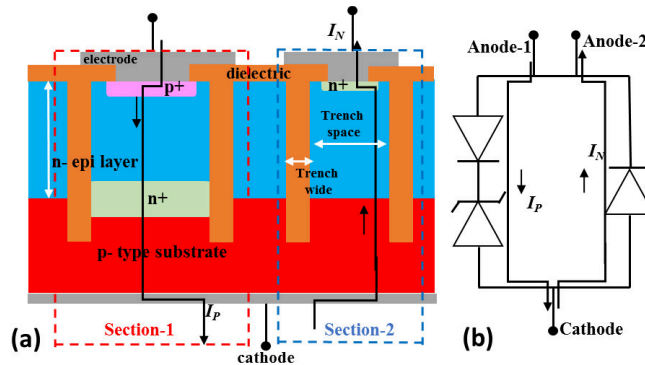 I_N
electrode
dielectric
p+
n+
Trench
space
n- epi layer
Trench
wide
n+
p- type substrate
I_P
(a)
Section-1
Section-2
cathode
Anode-1
Anode-2
I_N
I_P
(b)
Cathode